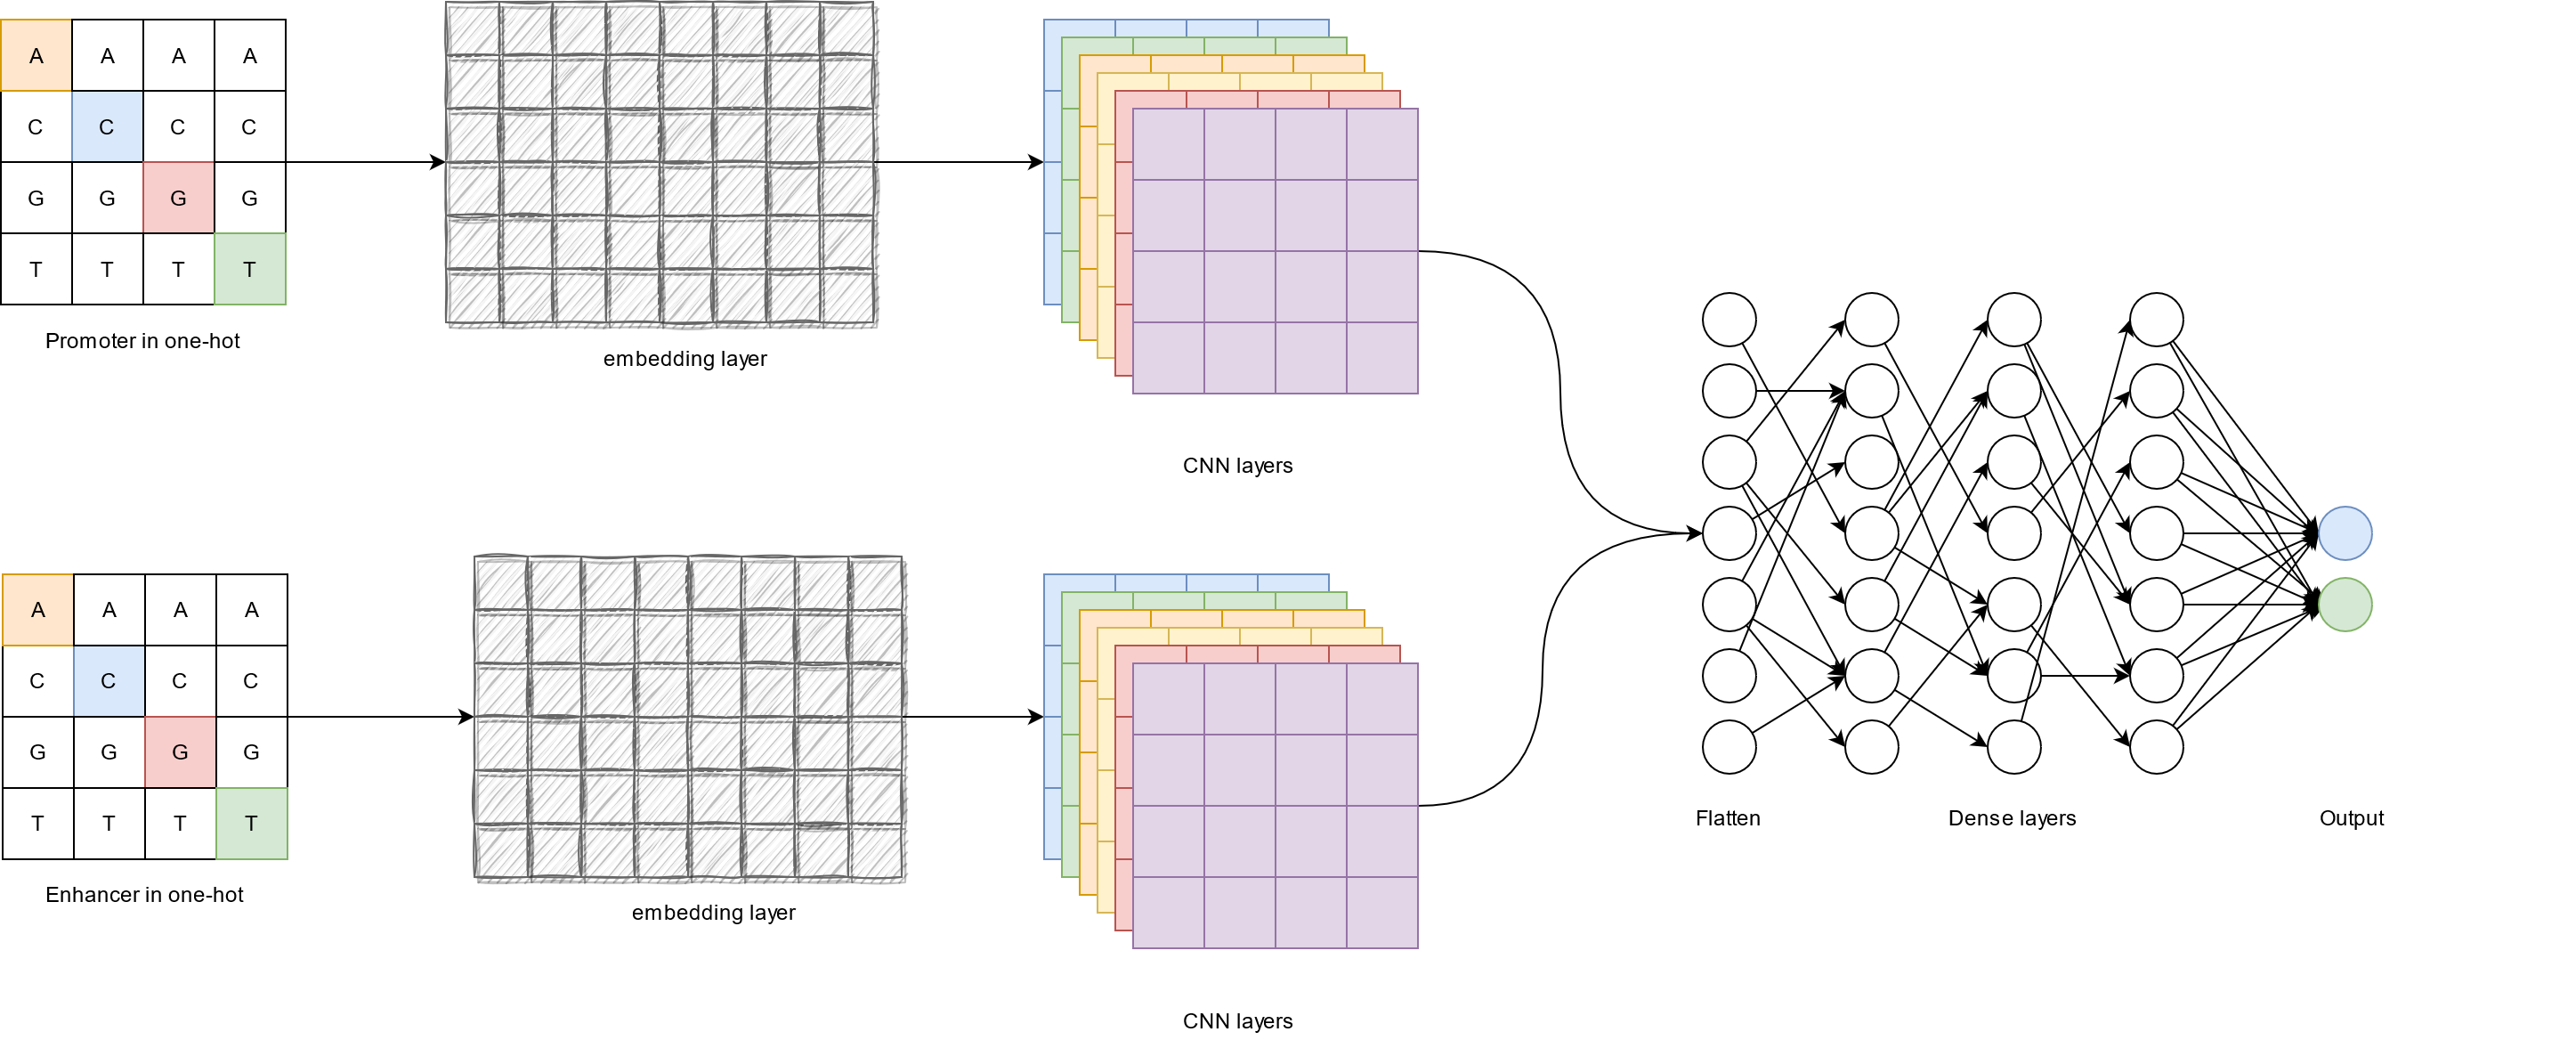 A A A A
C C C C
G G G G
T T T T
Promoter in one-hot
embedding layer
CNN layers
A A A A
C C C C
G G G G
T T T T
Enhancer in one-hot
embedding layer
CNN layers
Flatten
Dense layers
Output